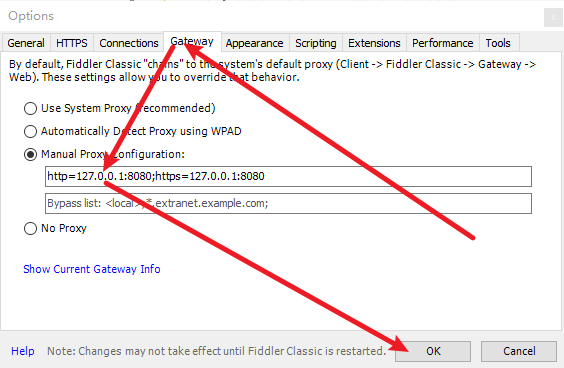 Options
General HTTPS Connections Gateway Appearance Scripting Extensions Performance Tools
By default, Fiddler Classic "chains" to the system's default proxy (Client -> Fiddler Classic -> Gateway ->
Web). These settings allow you to override that behavior.
Use System Proxy (recommended)
Automatically Detect Proxy using WPAD
Manual Proxy Configuration:
http=127.0.0.1:8080;https=127.0.0.1:8080
Bypass list: <local>;*.extranet.example.com;
No Proxy
Show Current Gateway Info
Help Note: Changes may not take effect until Fiddler Classic is restarted. OK Cancel